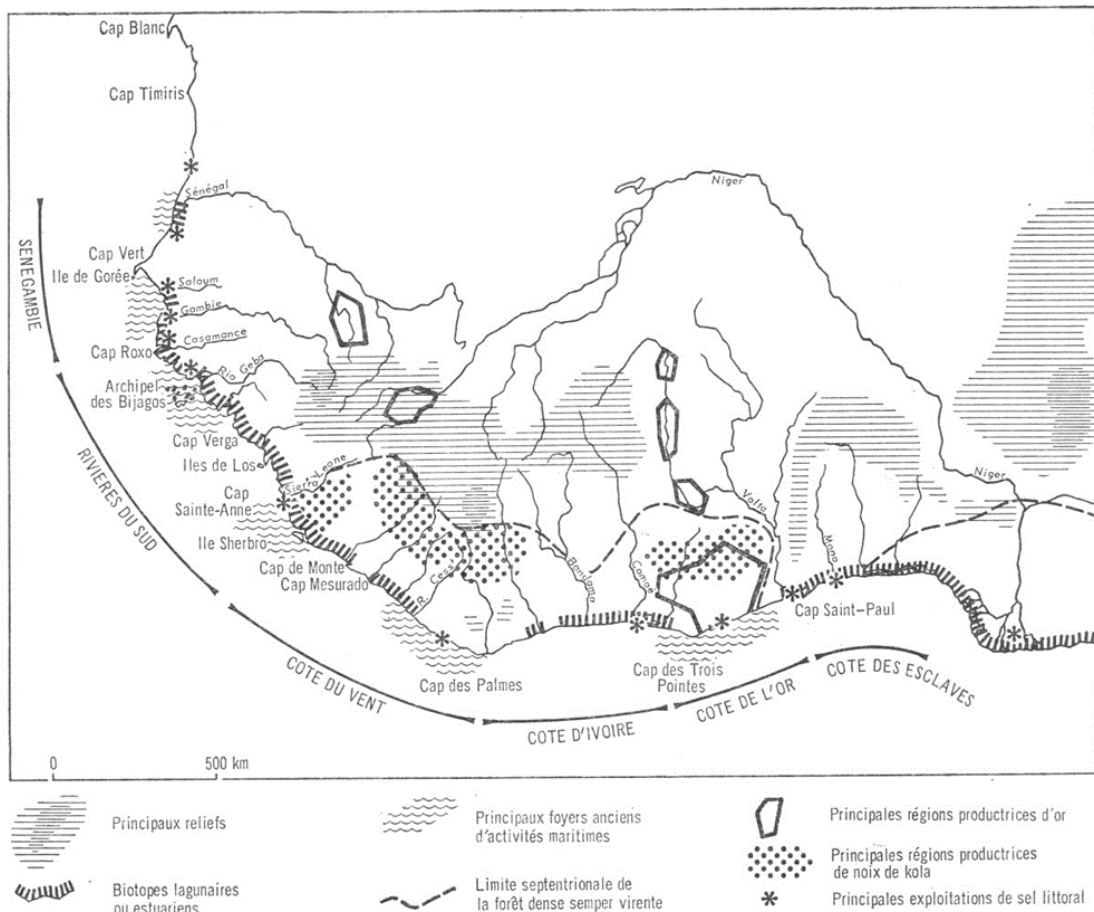 Cap Blanc
Cap Timiris
Sénégal
Niger
Cap Vert
Ile de Gorée
Saloum
Gambie
Casamance
Cap Roxo
Rio Geba
Archipel
des Bijagos
Cap Verga
Iles de Los
Sierra Leone
Cap
Sainte-Anne
Ile Sherbro
Cap de Monte
Cap Mesurado
R. Cess
Bandama
Comoé
Volta
Mono
Niger
Cap Saint-Paul
Cap des Palmes
Cap des Trois
Pointes
SENEGAMBIE
RIVIERES DU SUD
COTE DU VENT
COTE D'IVOIRE
COTE DE L'OR
COTE DES ESCLAVES
0 500 km
Principaux reliefs
Biotopes lagunaires
ou estuariens
Principaux foyers anciens
d'activités maritimes
Limite septentrionale de
la forêt dense semper virente
Principales régions productrices d'or
Principales régions productrices
de noix de kola
Principales exploitations de sel littoral